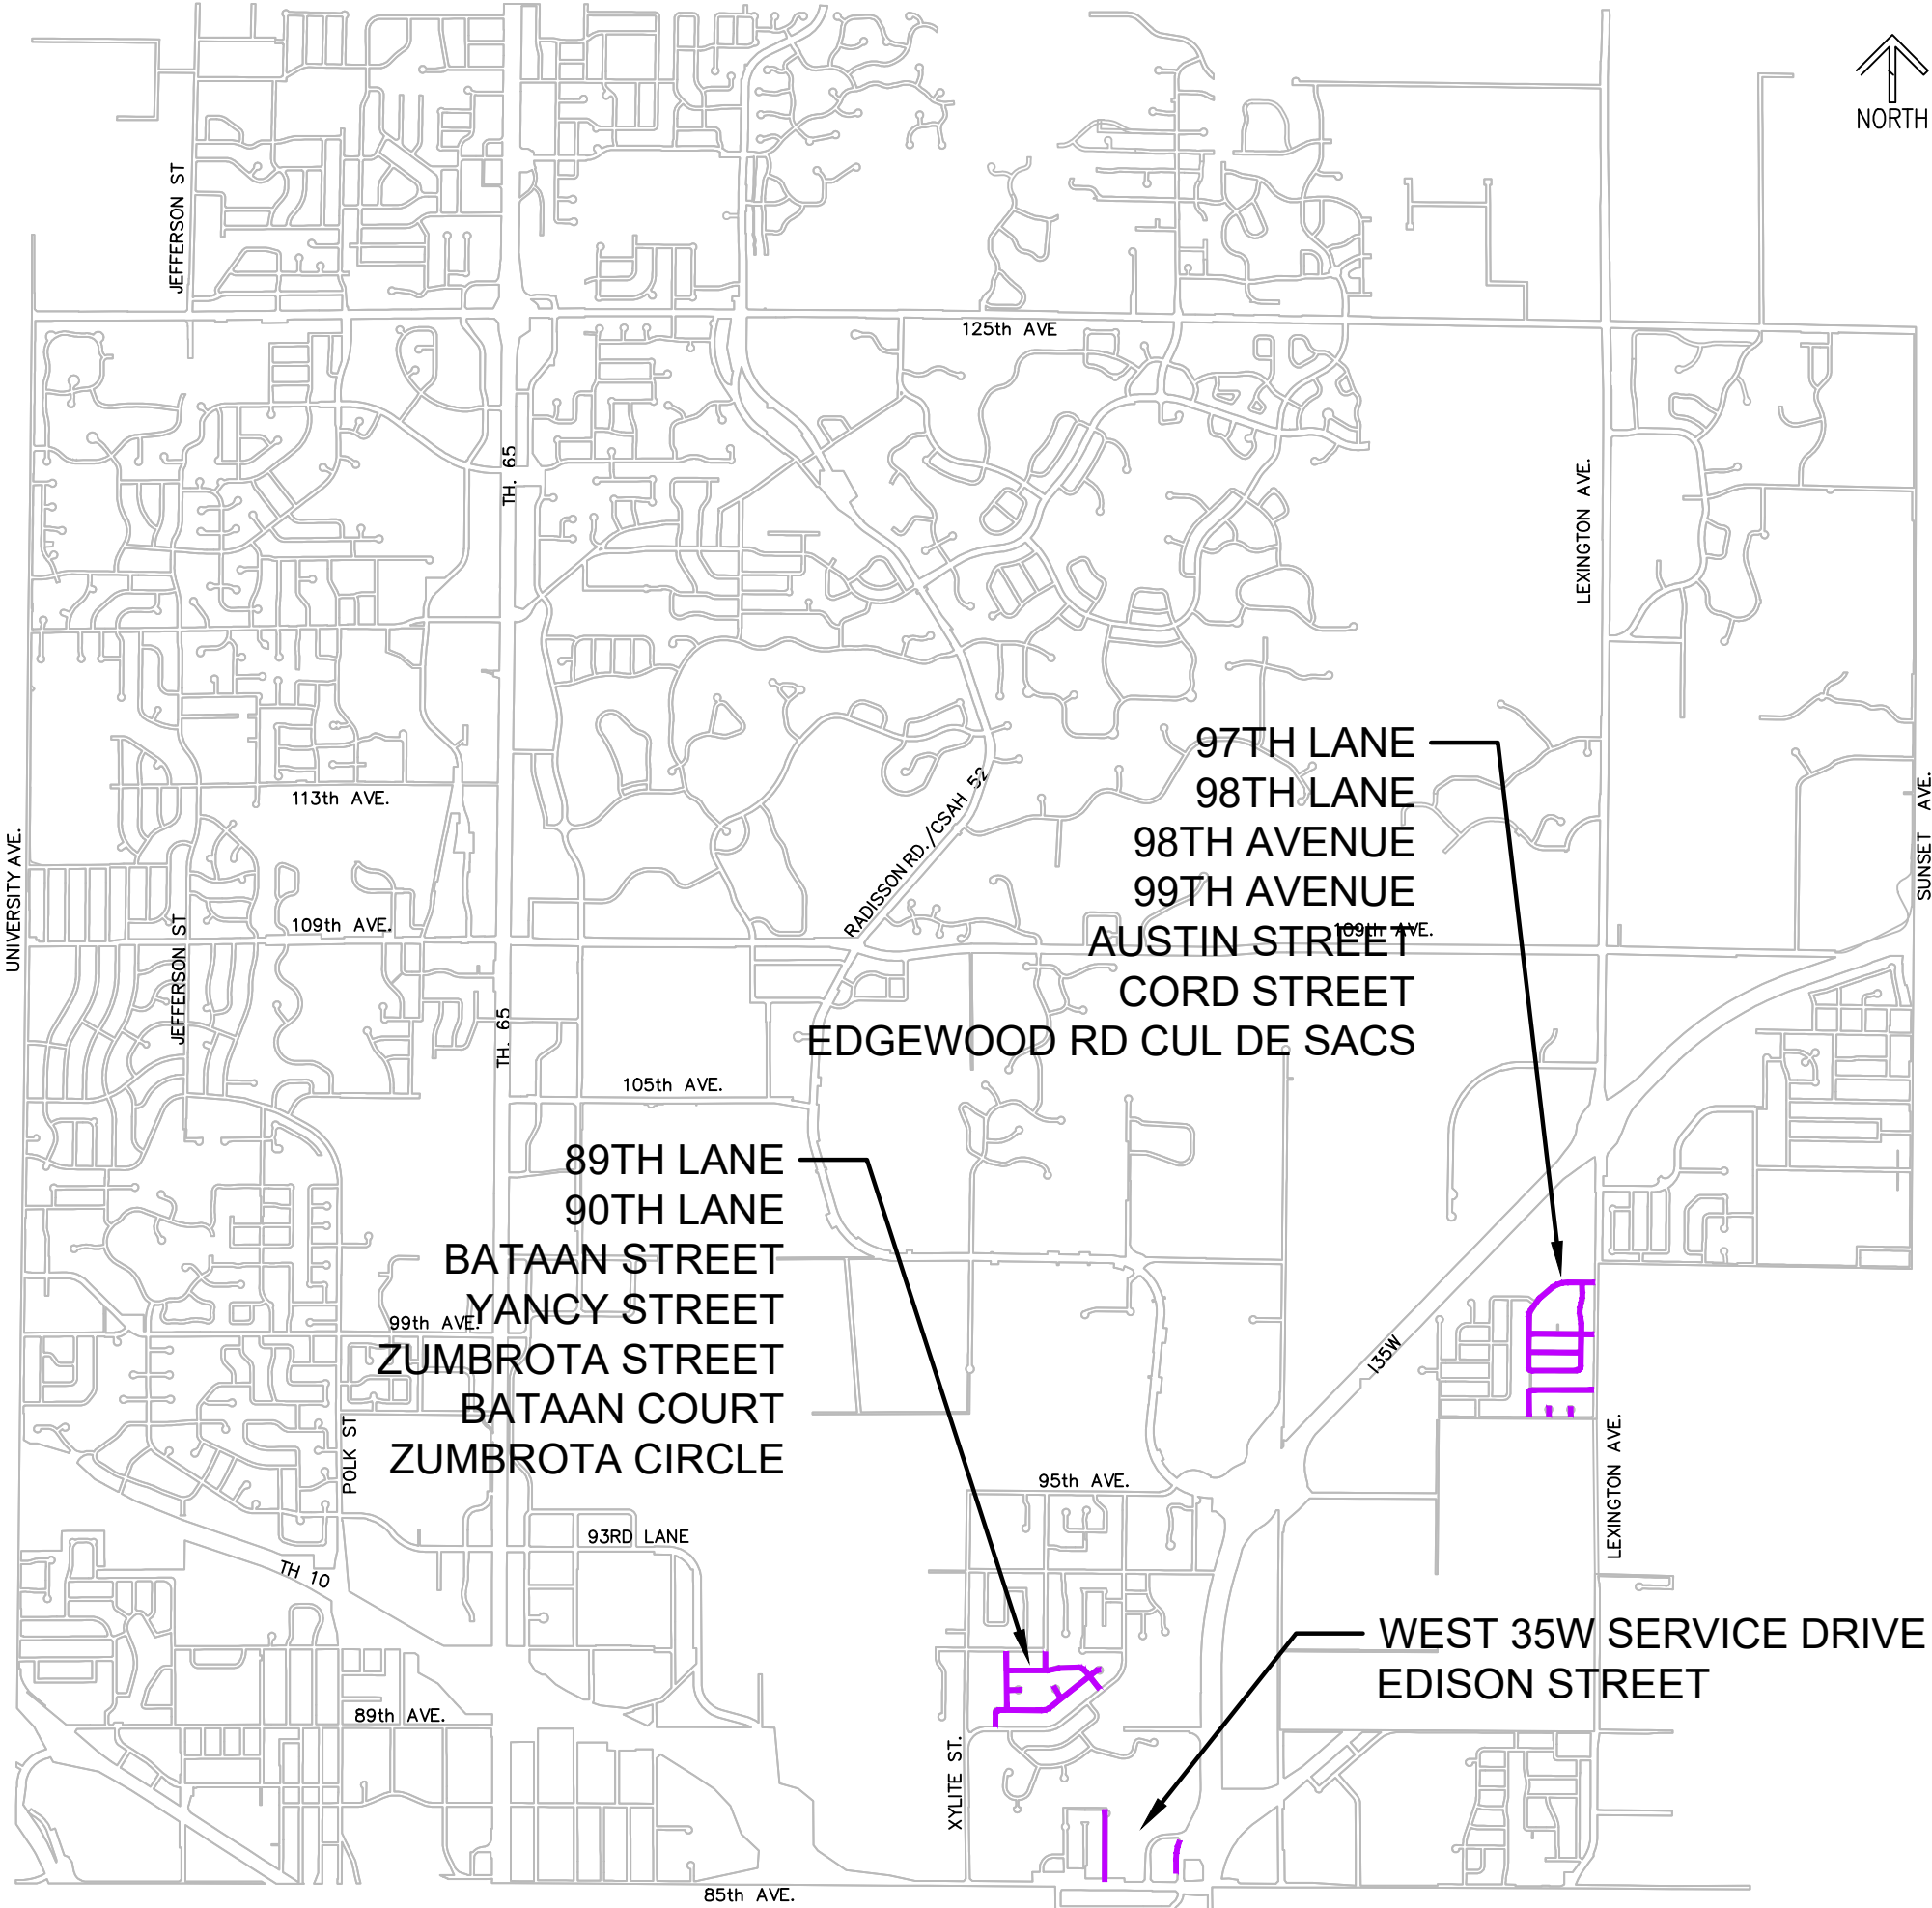 NORTH
JEFFERSON ST
125th AVE
TH. 65
LEXINGTON AVE.
97TH LANE
98TH LANE
98TH AVENUE
99TH AVENUE
AUSTIN STREET
CORD STREET
EDGEWOOD RD CUL DE SACS
113th AVE.
RADISSON RD./CSAH 52
SUNSET AVE.
UNIVERSITY AVE.
109th AVE.
109th AVE.
JEFFERSON ST
TH. 65
105th AVE.
89TH LANE
90TH LANE
BATAAN STREET
YANCY STREET
ZUMBROTA STREET
BATAAN COURT
ZUMBROTA CIRCLE
99th AVE.
I35W
POLK ST
LEXINGTON AVE.
95th AVE.
93RD LANE
TH 10
WEST 35W SERVICE DRIVE
EDISON STREET
89th AVE.
XYLITE ST.
85th AVE.